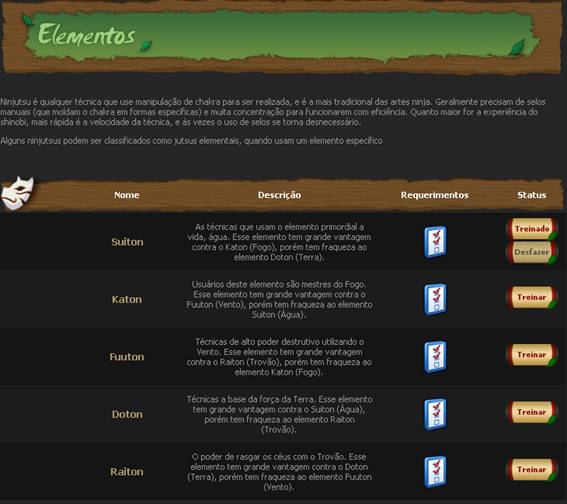 Elementos
Ninjutsu é qualquer técnica que use manipulação de chakra para ser realizada, e é a mais tradicional das artes ninja. Geralmente precisam de selos
manuais (que moldam o chakra em formas específicas) e muita concentração para funcionarem com eficiência. Quanto maior for a experiência do
shinobi, mais rápida é a velocidade da técnica, e às vezes o uso de selos se torna desnecessário.
Alguns ninjutsus podem ser classificados como jutsus elementais, quando usam um elemento específico
Nome Descrição Requerimentos Status
Suiton
As técnicas que usam o elemento primordial a
vida, água. Esse elemento tem grande vantagem
contra o Katon (Fogo), porém tem fraqueza ao
elemento Doton (Terra).
Treinado
Desfazer
Katon
Usuários deste elemento são mestres do Fogo.
Esse elemento tem grande vantagem contra o
Fuuton (Vento), porém tem fraqueza ao elemento
Suiton (Água).
Treinar
Fuuton
Técnicas de alto poder destrutivo utilizando o
Vento. Esse elemento tem grande vantagem
contra o Raiton (Trovão), porém tem fraqueza ao
elemento Katon (Fogo).
Treinar
Doton
Técnicas a base da força da Terra. Esse elemento
tem grande vantagem contra o Suiton (Água),
porém tem fraqueza ao elemento Raiton
(Trovão).
Treinar
Raiton
O poder de rasgar os céus com o Trovão. Esse
elemento tem grande vantagem contra o Doton
(Terra), porém tem fraqueza ao elemento Fuuton
(Vento).
Treinar